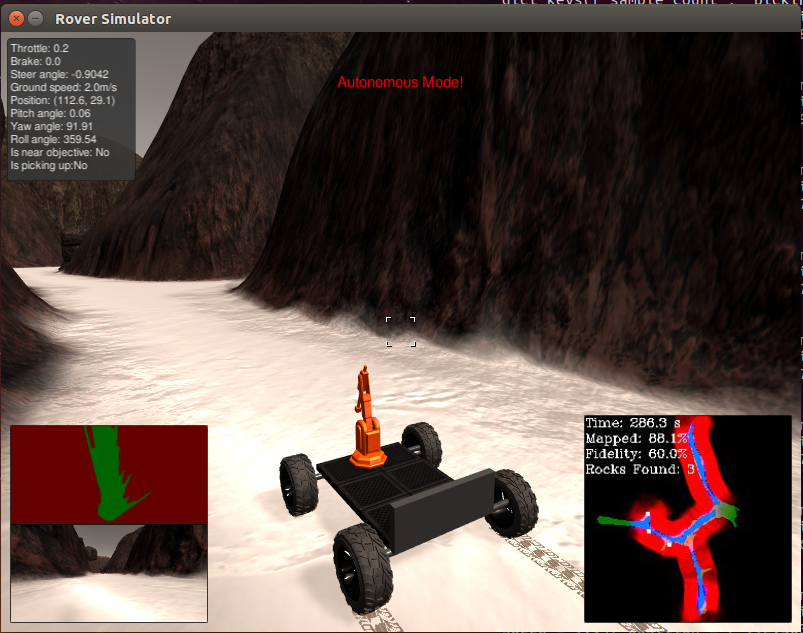 Rover Simulator
Throttle: 0.2
Brake: 0.0
Steer angle: -0.9042
Ground speed: 2.0m/s
Position: (112.6, 29.1)
Pitch angle: 0.06
Yaw angle: 91.91
Roll angle: 359.54
Is near objective: No
Is picking up:No
Autonomous Mode!
Time: 286.3 s
Mapped: 88.1%
Fidelity: 60.0%
Rocks Found: 3